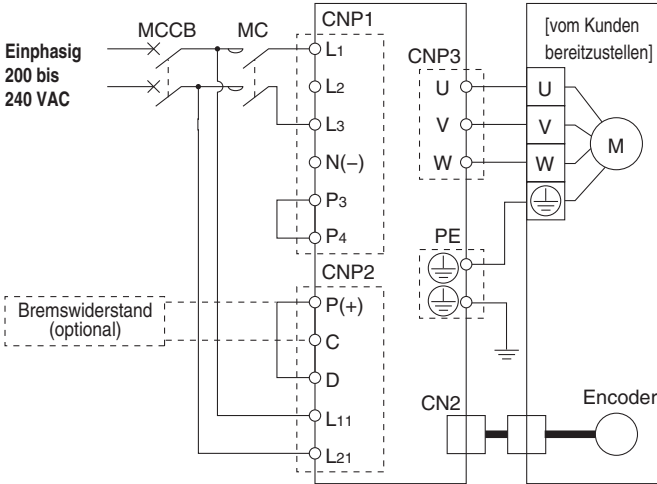 MCCB
MC
Einphasig
200 bis
240 VAC
CNP1
L1
L2
L3
N(−)
P3
P4
CNP2
P(+)
C
D
L11
L21
Bremswiderstand
(optional)
CNP3
U
V
W
PE
CN2
[vom Kunden
bereitzustellen]
U
V
W
M
Encoder